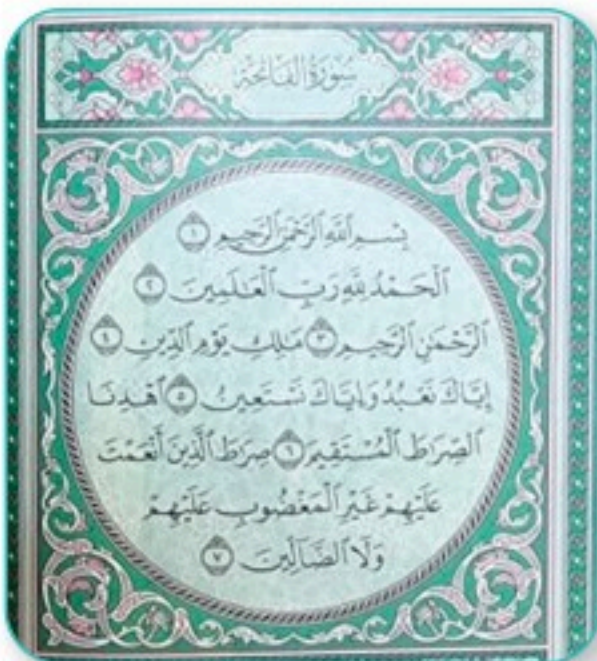 سُورَةُ الفَاتِحَةِ
بِسْمِ ٱللَّهِ ٱلرَّحْمَٰنِ ٱلرَّحِيمِ ١
ٱلْحَمْدُ لِلَّهِ رَبِّ ٱلْعَٰلَمِينَ ٢
ٱلرَّحْمَٰنِ ٱلرَّحِيمِ ٣ مَٰلِكِ يَوْمِ ٱلدِّينِ ٤
إِيَّاكَ نَعْبُدُ وَإِيَّاكَ نَسْتَعِينُ ٥ ٱهْدِنَا
ٱلصِّرَٰطَ ٱلْمُسْتَقِيمَ ٦ صِرَٰطَ ٱلَّذِينَ أَنْعَمْتَ
عَلَيْهِمْ غَيْرِ ٱلْمَغْضُوبِ عَلَيْهِمْ
وَلَا ٱلضَّآلِّينَ ٧